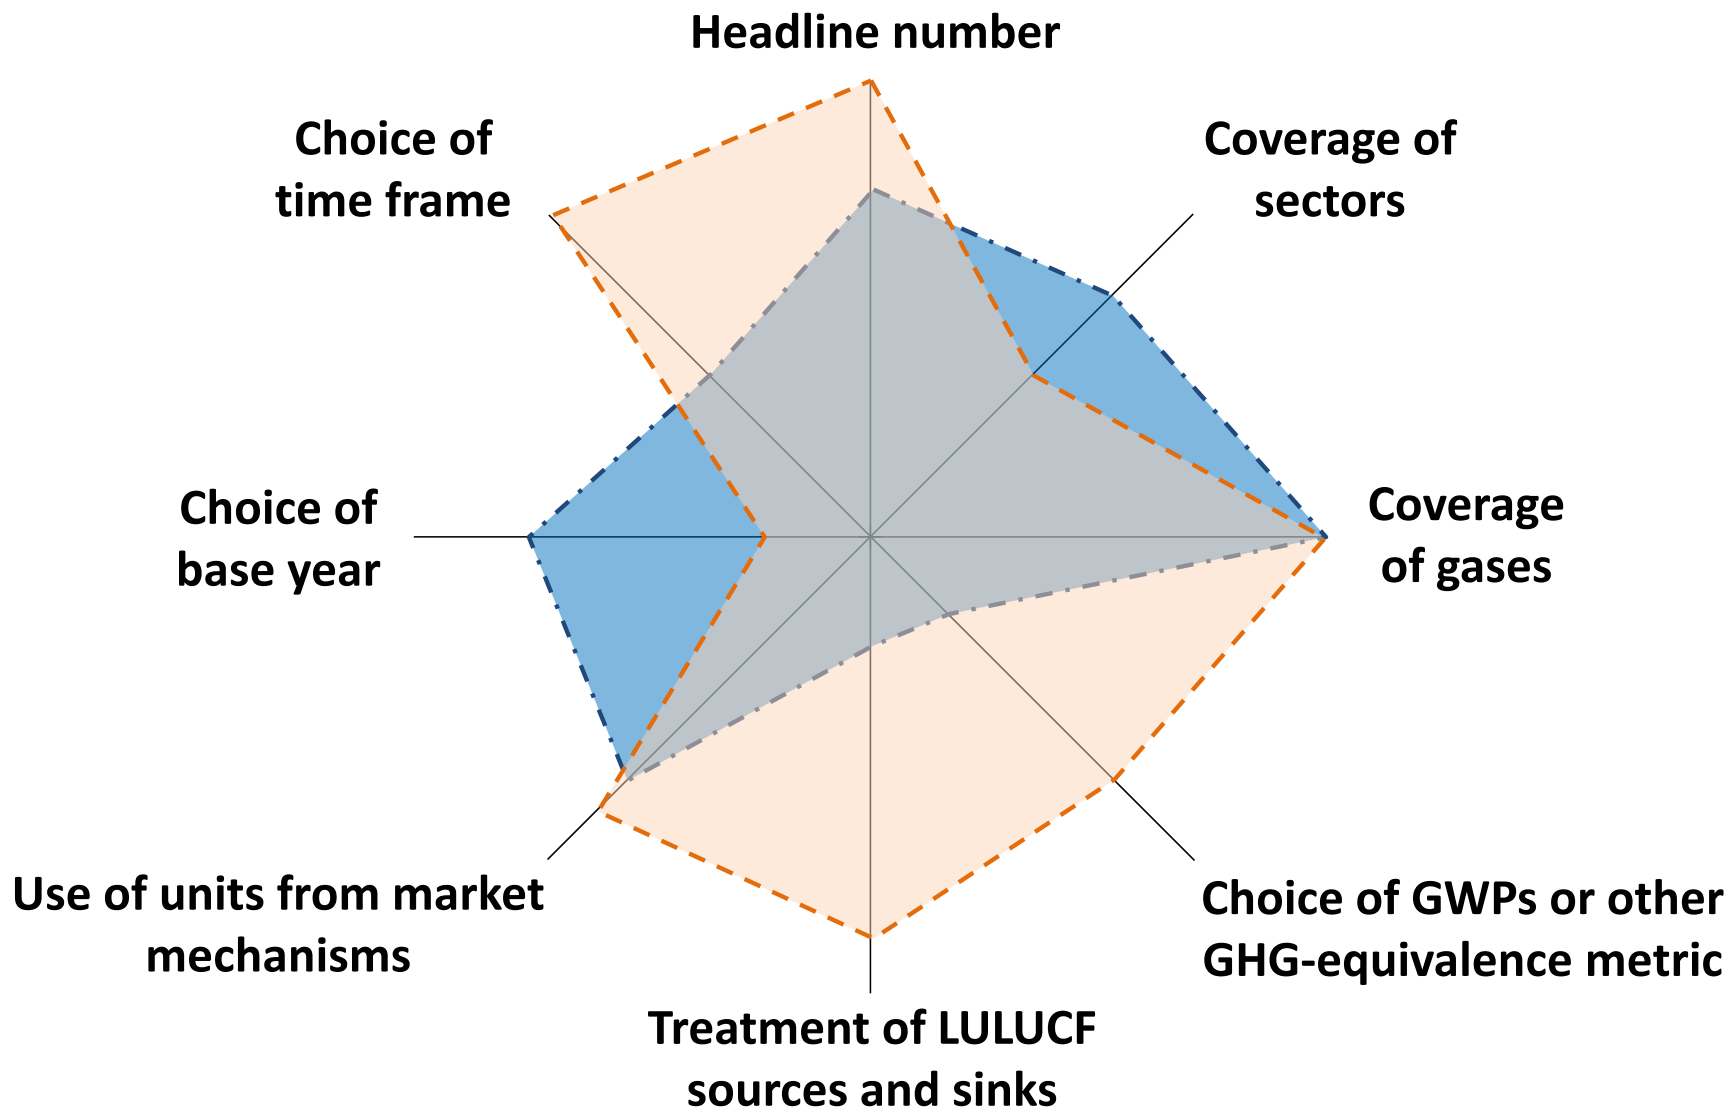 Headline number
Choice of
time frame
Coverage of
sectors
Choice of
base year
Coverage
of gases
Use of units from market
mechanisms
Choice of GWPs or other
GHG-equivalence metric
Treatment of LULUCF
sources and sinks